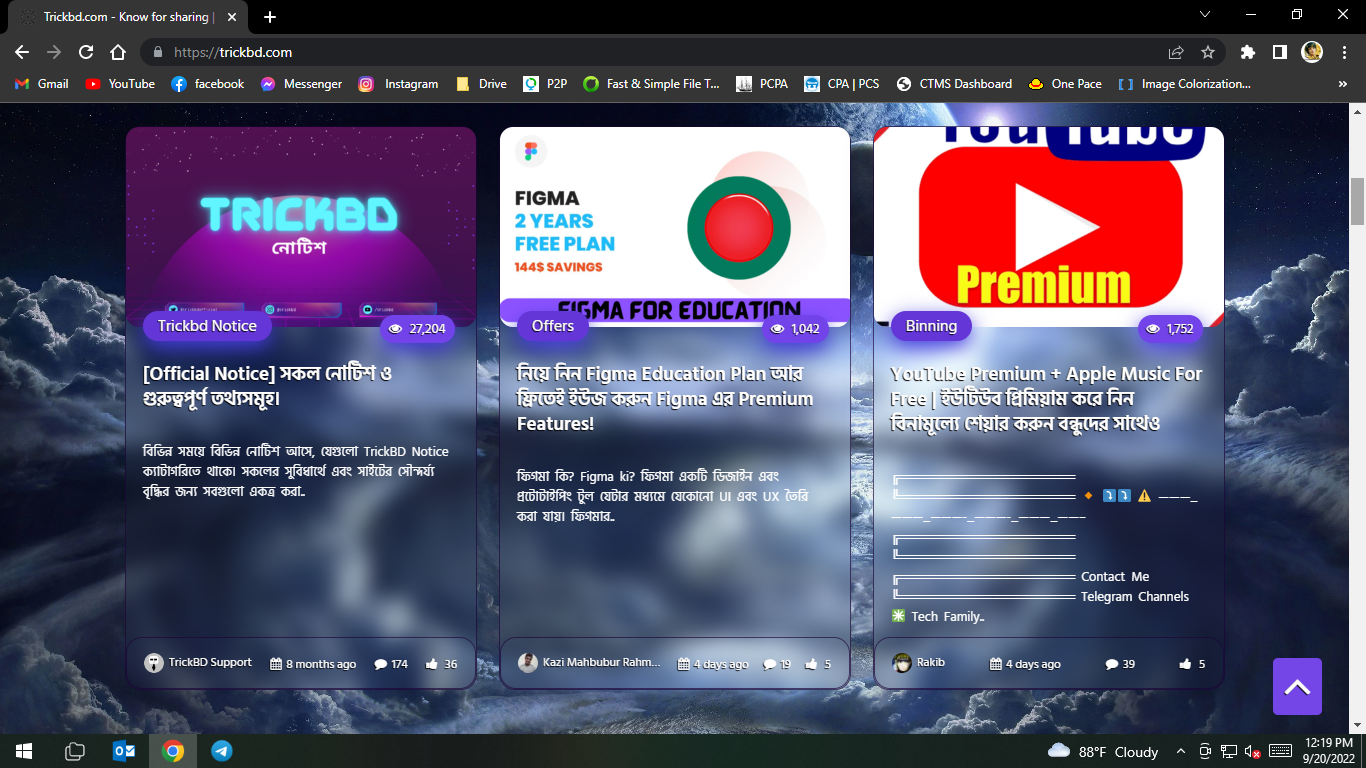 Trickbd.com - Know for sharing |
https://trickbd.com
Gmail
YouTube
facebook
Messenger
Instagram
Drive
P2P
Fast & Simple File T...
PCPA
CPA | PCS
CTMS Dashboard
One Pace
Image Colorization...
»
TRICKBD
নোটিশ
Trickbd Notice
27,204
[Official Notice] সকল নোটিশ ও
গুরুত্বপূর্ণ তথ্যসমূহ।
বিভিন্ন সময়ে বিভিন্ন নোটিশ আসে, যেগুলো TrickBD Notice
ক্যাটাগরিতে থাকে। সকলের সুবিধার্থে এবং সাইটের সৌন্দর্য্য
বৃদ্ধির জন্য সবগুলো একত্র করা..
TrickBD Support
8 months ago
174
36
FIGMA
2 YEARS
FREE PLAN
144$ SAVINGS
FIGMA FOR EDUCATION
Offers
1,042
নিয়ে নিন Figma Education Plan আর
ফ্রিতেই ইউজ করুন Figma এর Premium
Features!
ফিগমা কি? Figma ki? ফিগমা একটি ডিজাইন এবং
প্রটোটাইপিং টুল যেটার মধ্যমে যেকোনো UI এবং UX তৈরি
করা যায়। ফিগমার..
Kazi Mahbubur Rahm...
4 days ago
19
5
YouTube
Premium
Binning
1,752
YouTube Premium + Apple Music For
Free | ইউটিউব প্রিমিয়াম করে নিন
বিনামূল্যে শেয়ার করুন বন্ধুদের সাথেও
Contact Me
Telegram Channels
Tech Family..
Rakib
4 days ago
39
5
88°F Cloudy
12:19 PM
9/20/2022